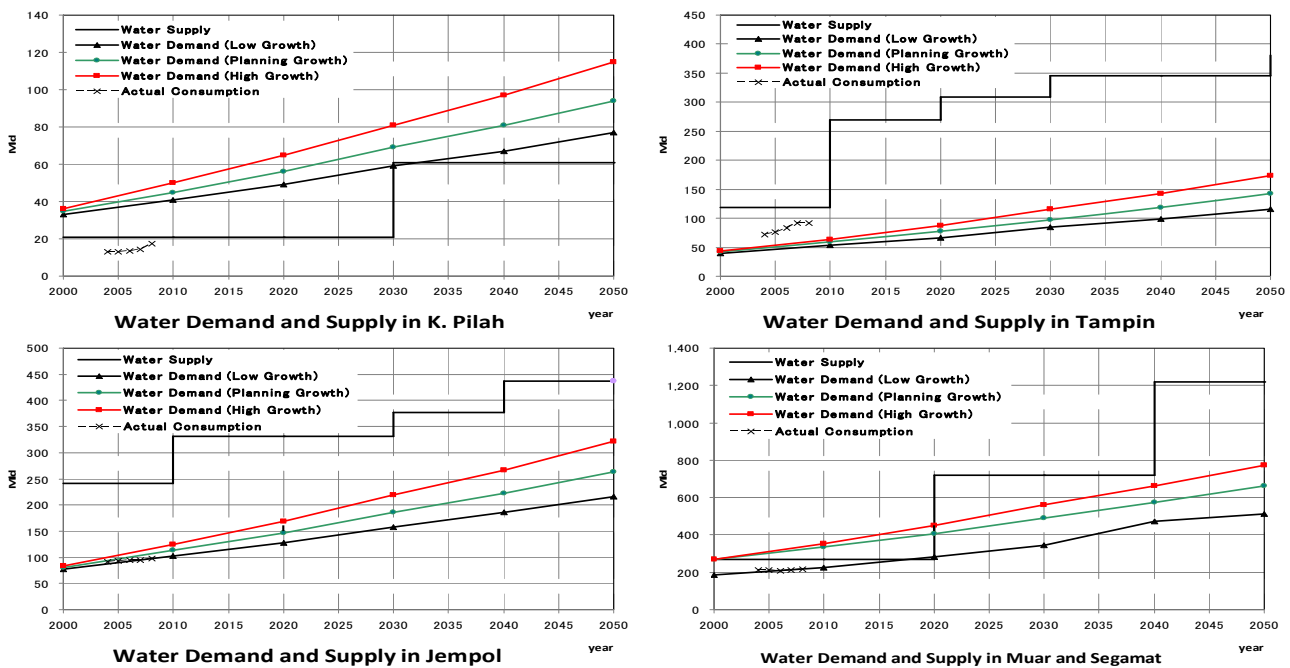 140
120
100
80
60
40
20
0
Mld
Water Supply
Water Demand (Low Growth)
Water Demand (Planning Growth)
Water Demand (High Growth)
Actual Consumption
2000 2005 2010 2015 2020 2025 2030 2035 2040 2045 2050
year
Water Demand and Supply in K. Pilah
450
400
350
300
250
200
150
100
50
0
Mld
Water Supply
Water Demand (Low Growth)
Water Demand (Planning Growth)
Water Demand (High Growth)
Actual Consumption
2000 2005 2010 2015 2020 2025 2030 2035 2040 2045 2050
year
Water Demand and Supply in Tampin
500
450
400
350
300
250
200
150
100
50
0
Mld
Water Supply
Water Demand (Low Growth)
Water Demand (Planning Growth)
Water Demand (High Growth)
Actual Consumption
2000 2005 2010 2015 2020 2025 2030 2035 2040 2045 2050
year
Water Demand and Supply in Jempol
1,400
1,200
1,000
800
600
400
200
0
Mld
Water Supply
Water Demand (Low Growth)
Water Demand (Planning Growth)
Water Demand (High Growth)
Actual Consumption
2000 2005 2010 2015 2020 2025 2030 2035 2040 2045 2050
year
Water Demand and Supply in Muar and Segamat